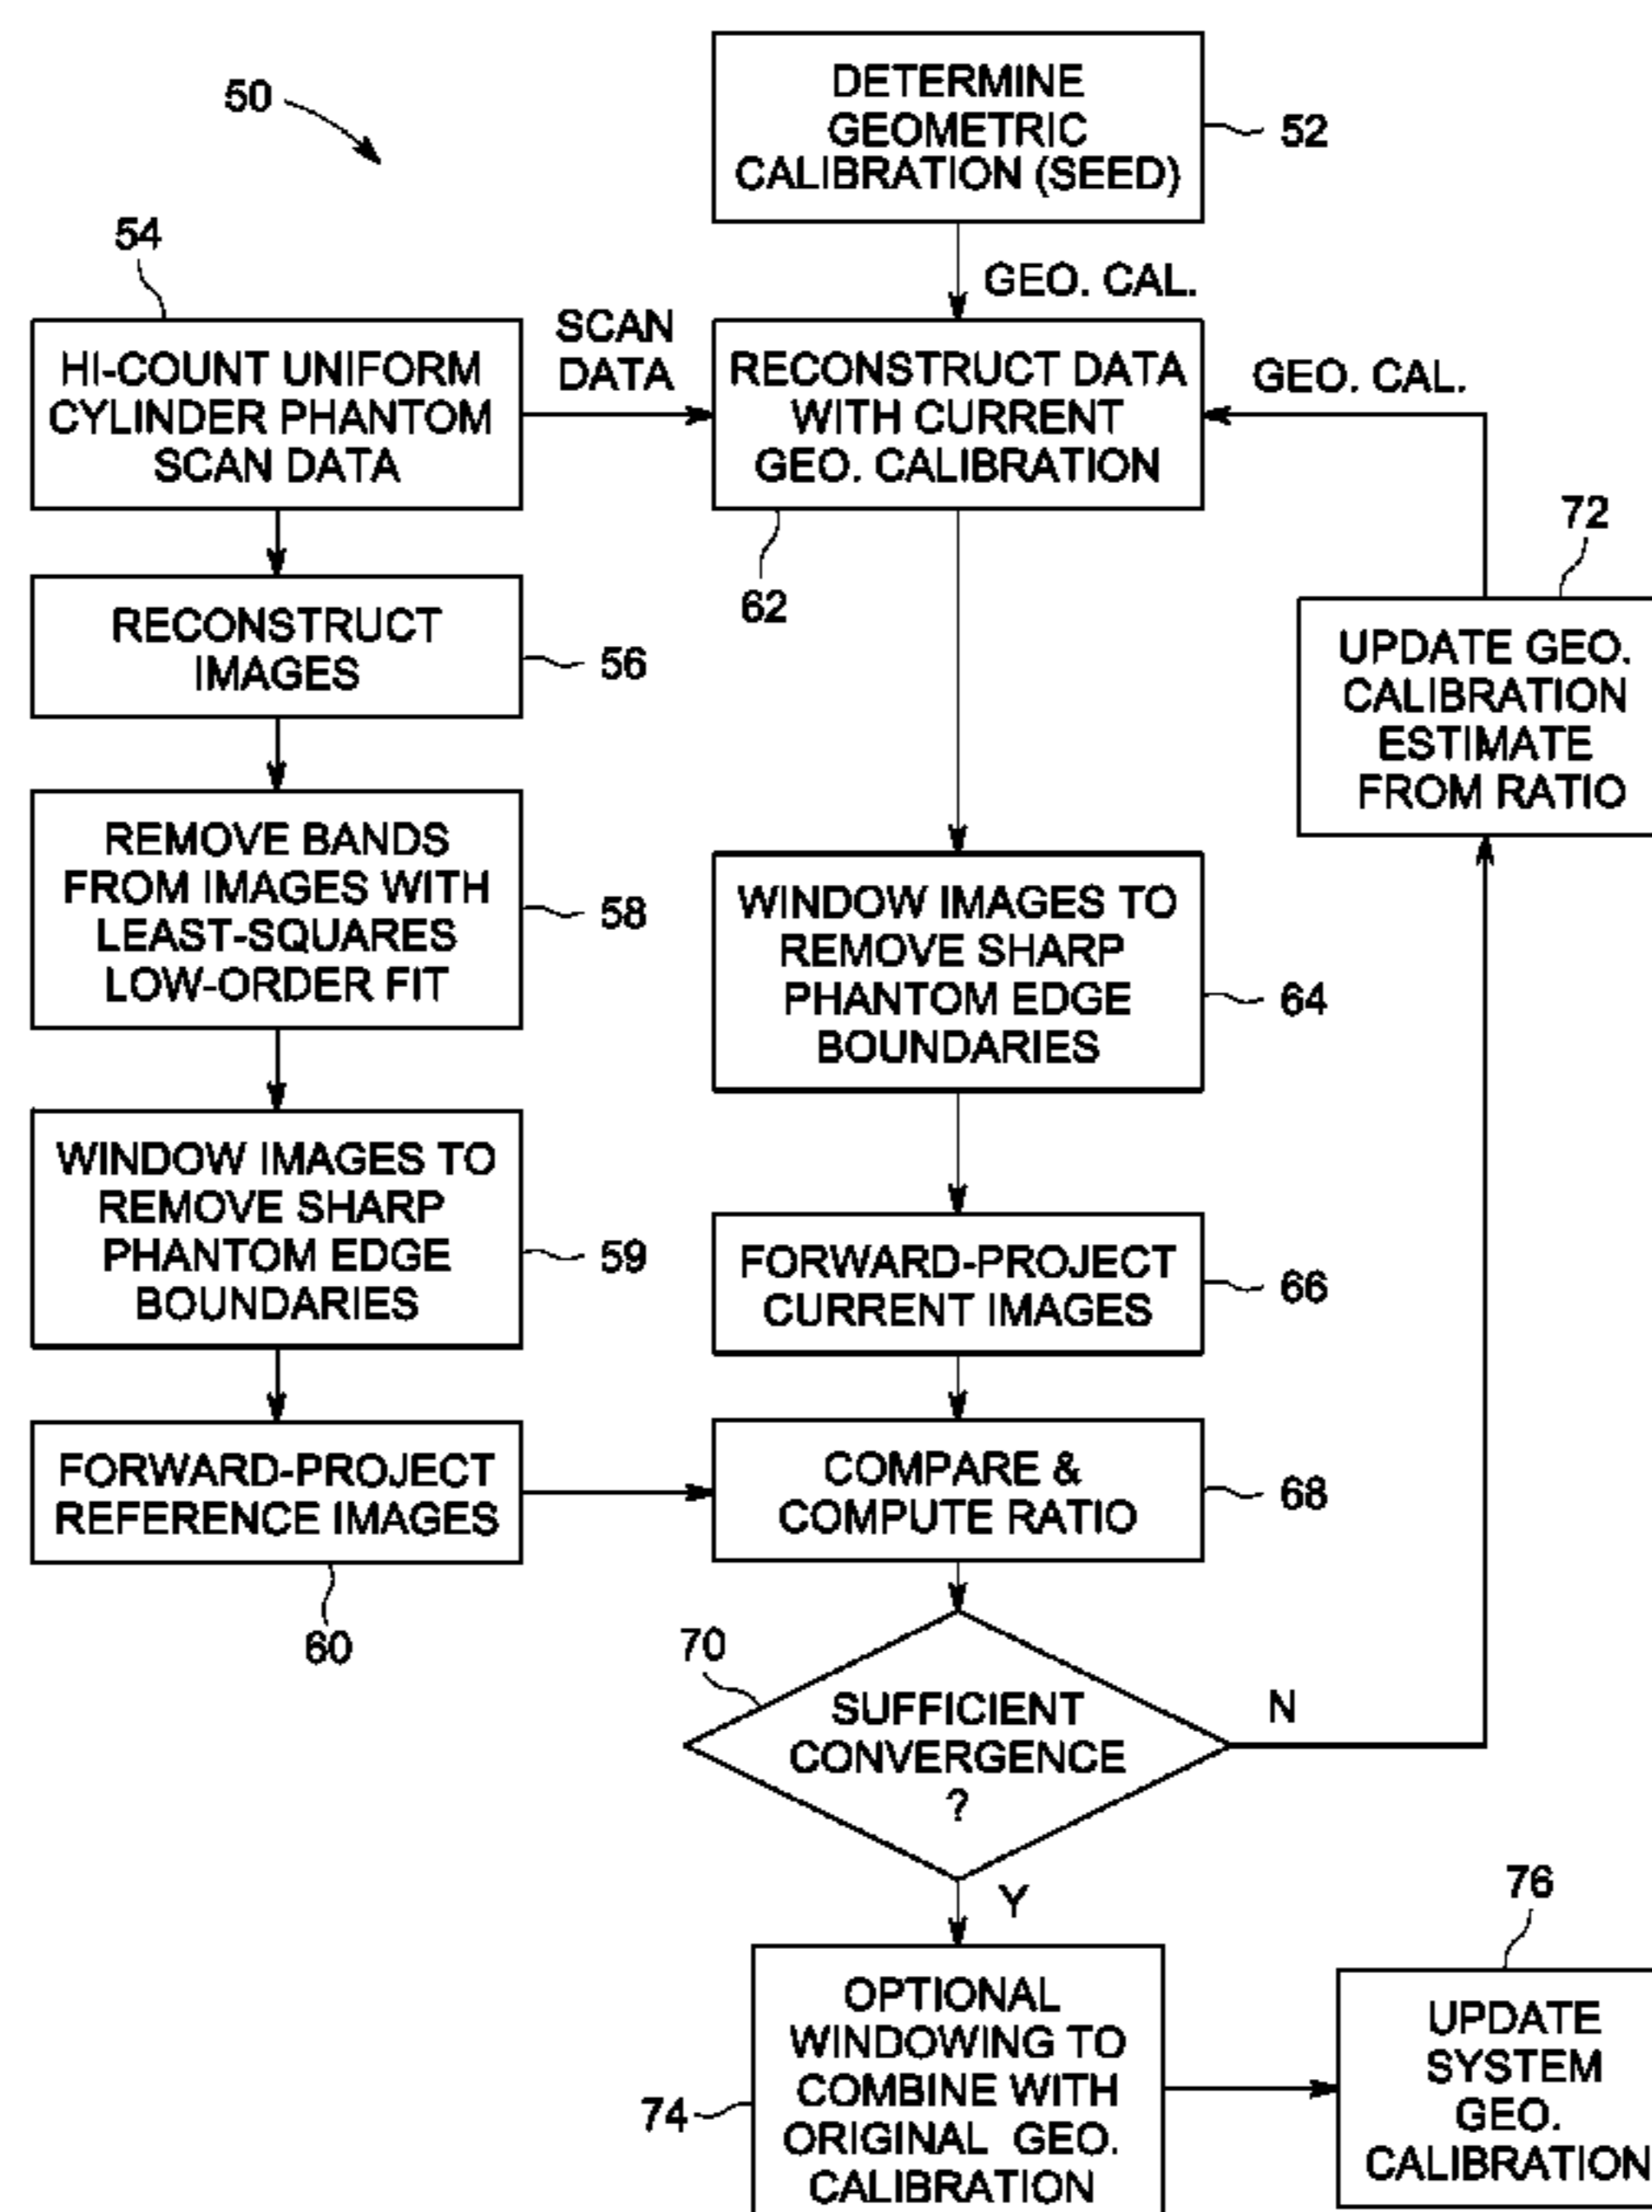 50
DETERMINE
GEOMETRIC
CALIBRATION (SEED)
52
GEO. CAL.
54
HI-COUNT UNIFORM
CYLINDER PHANTOM
SCAN DATA
SCAN
DATA
RECONSTRUCT DATA
WITH CURRENT
GEO. CALIBRATION
62
GEO. CAL.
72
UPDATE GEO.
CALIBRATION
ESTIMATE
FROM RATIO
RECONSTRUCT
IMAGES
56
REMOVE BANDS
FROM IMAGES WITH
LEAST-SQUARES
LOW-ORDER FIT
58
WINDOW IMAGES TO
REMOVE SHARP
PHANTOM EDGE
BOUNDARIES
59
FORWARD-PROJECT
REFERENCE IMAGES
60
WINDOW IMAGES TO
REMOVE SHARP
PHANTOM EDGE
BOUNDARIES
64
FORWARD-PROJECT
CURRENT IMAGES
66
COMPARE &
COMPUTE RATIO
68
70
SUFFICIENT
CONVERGENCE
?
N
Y
OPTIONAL
WINDOWING TO
COMBINE WITH
ORIGINAL GEO.
CALIBRATION
74
76
UPDATE
SYSTEM
GEO.
CALIBRATION